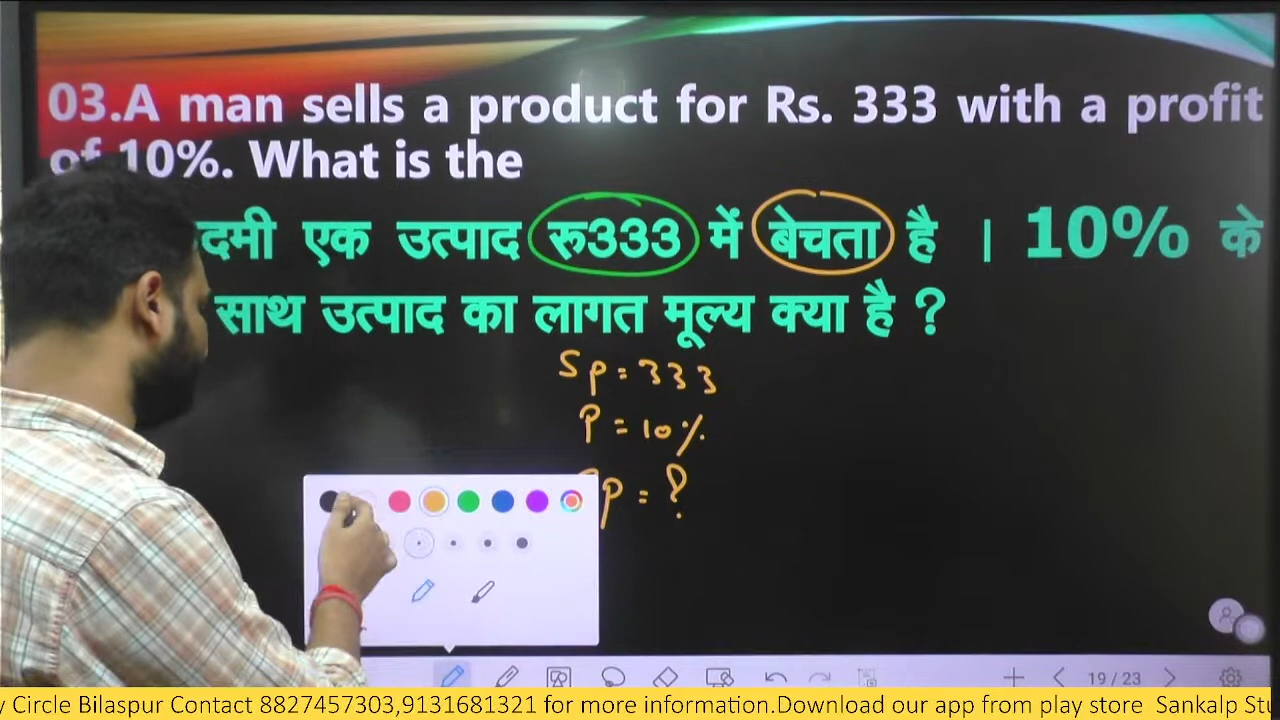 03.A man sells a product for Rs. 333 with a profit
of 10%. What is the
दमी एक उत्पाद रू333 में बेचता है । 10% के
साथ उत्पाद का लागत मूल्य क्या है ?
Sp = 333
P = 10%
p = ?
19 / 23
y Circle Bilaspur Contact 8827457303,9131681321 for more information.Download our app from play store Sankalp Stu